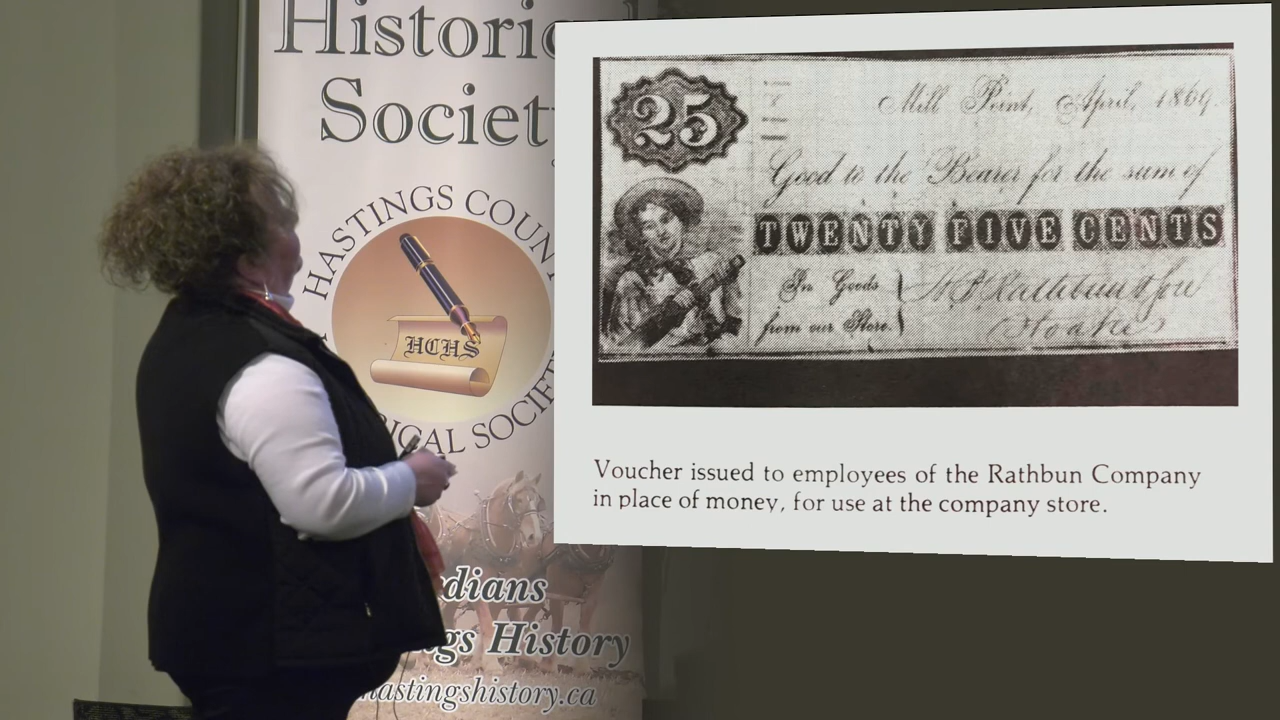 Historic
Society
HASTINGS COUN
HCHS
ICAL SOCIET
dians
gs History
hastingshistory.ca
25
Mill Point, April, 1869.
Good to the Bearer for the sum of
TWENTY FIVE CENTS
In Goods
from our Store.
Voucher issued to employees of the Rathbun Company
in place of money, for use at the company store.